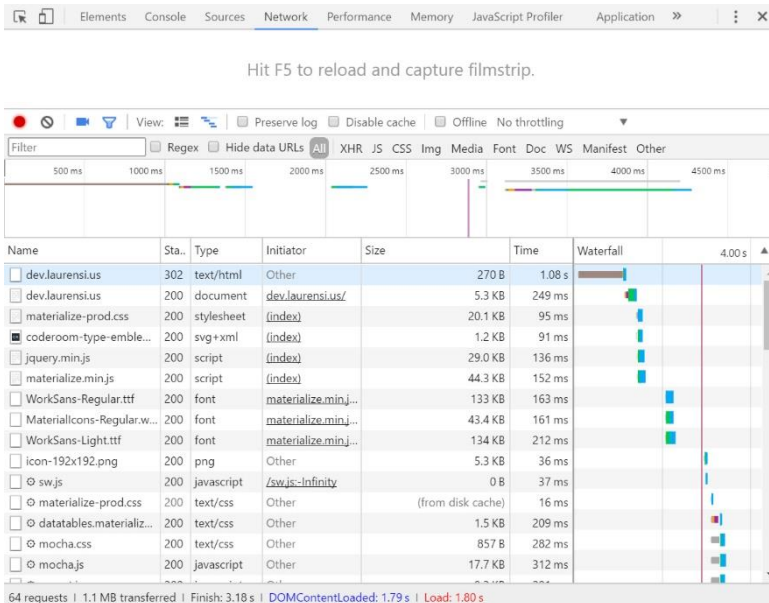 Elements Console Sources Network Performance Memory JavaScript Profiler Application »
Hit F5 to reload and capture filmstrip.
View: Preserve log Disable cache Offline No throttling
Filter Regex Hide data URLs All XHR JS CSS Img Media Font Doc WS Manifest Other
500 ms 1000 ms 1500 ms 2000 ms 2500 ms 3000 ms 3500 ms 4000 ms 4500 ms
Name Sta.. Type Initiator Size Time Waterfall 4.00 s
dev.laurensi.us 302 text/html Other 270 B 1.08 s
dev.laurensi.us 200 document dev.laurensi.us/ 5.3 KB 249 ms
materialize-prod.css 200 stylesheet (index) 20.1 KB 95 ms
coderoom-type-emble... 200 svg+xml (index) 1.2 KB 91 ms
jquery.min.js 200 script (index) 29.0 KB 136 ms
materialize.min.js 200 script (index) 44.3 KB 152 ms
WorkSans-Regular.ttf 200 font materialize.min.j... 133 KB 163 ms
MaterialIcons-Regular.w... 200 font materialize.min.j... 43.4 KB 161 ms
WorkSans-Light.ttf 200 font materialize.min.j... 134 KB 212 ms
icon-192x192.png 200 png Other 5.3 KB 36 ms
sw.js 200 javascript /sw.js:-Infinity 0 B 37 ms
materialize-prod.css 200 text/css Other (from disk cache) 16 ms
datatables.materializ... 200 text/css Other 1.5 KB 209 ms
mocha.css 200 text/css Other 857 B 282 ms
mocha.js 200 javascript Other 17.7 KB 312 ms
64 requests | 1.1 MB transferred | Finish: 3.18 s | DOMContentLoaded: 1.79 s | Load: 1.80 s